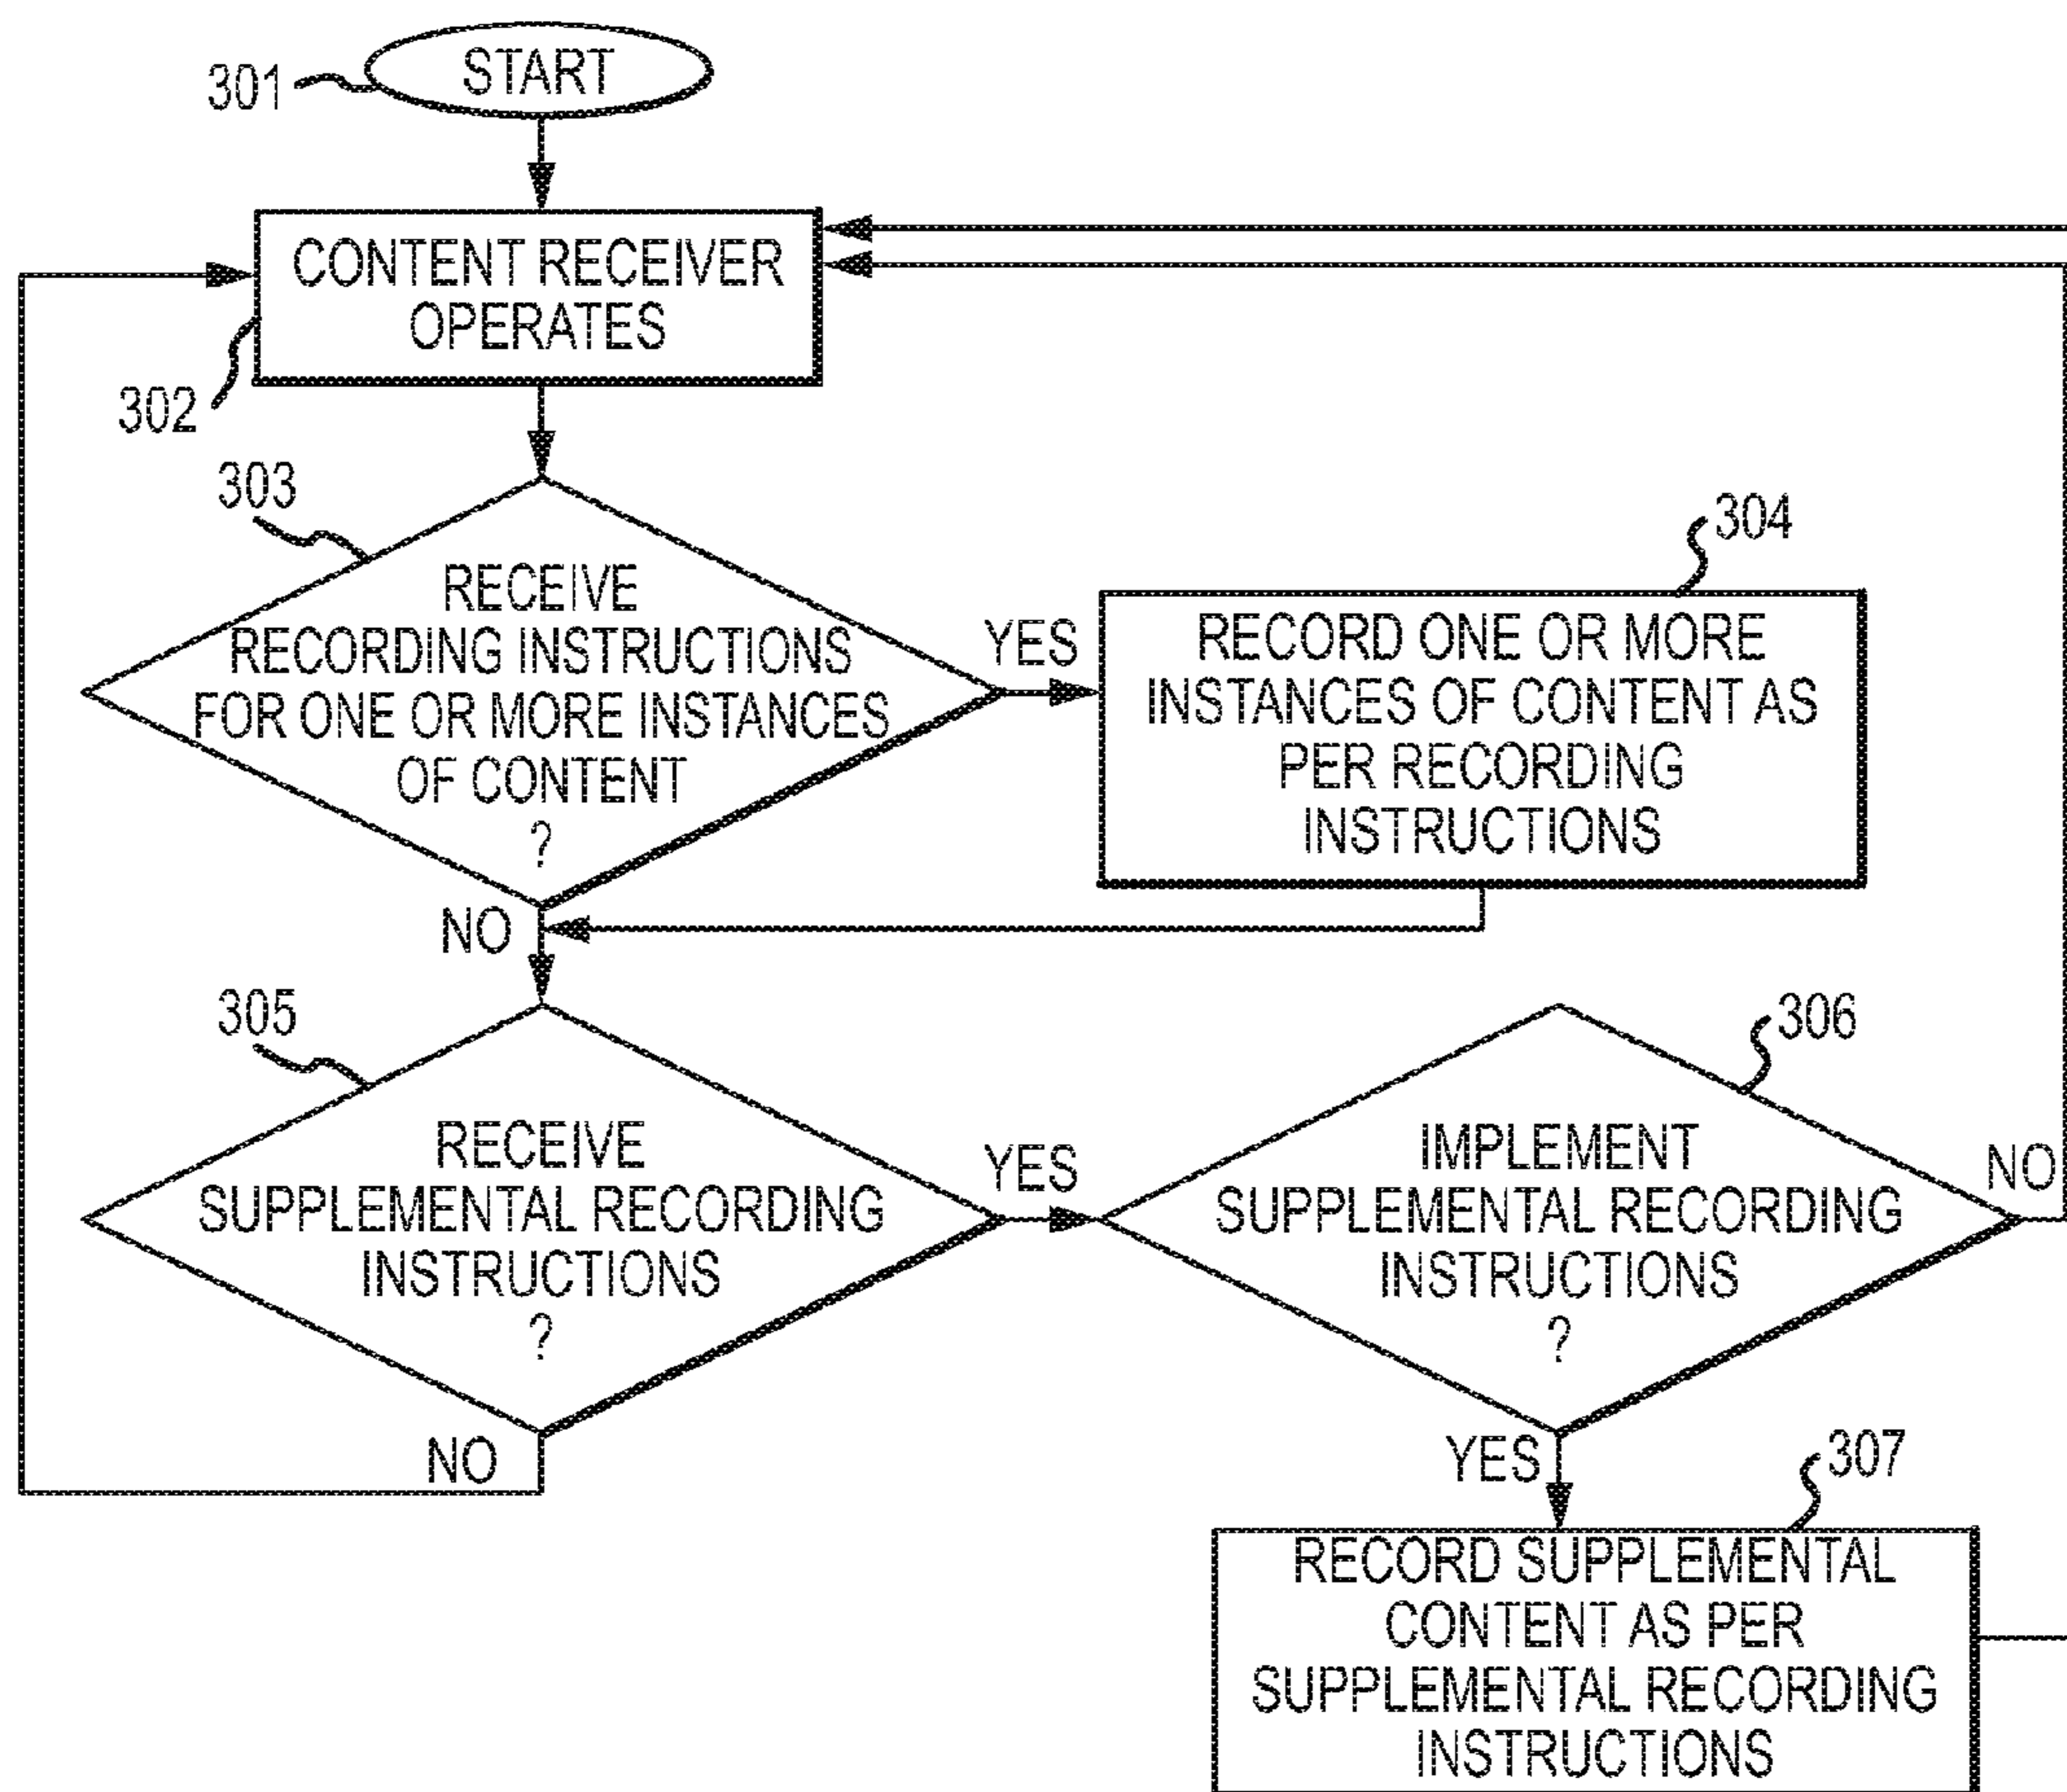 START
301
CONTENT RECEIVER
OPERATES
302
303
RECEIVE
RECORDING INSTRUCTIONS
FOR ONE OR MORE INSTANCES
OF CONTENT
?
YES
304
RECORD ONE OR MORE
INSTANCES OF CONTENT AS
PER RECORDING
INSTRUCTIONS
NO
305
RECEIVE
SUPPLEMENTAL RECORDING
INSTRUCTIONS
?
YES
NO
306
IMPLEMENT
SUPPLEMENTAL RECORDING
INSTRUCTIONS
?
NO
YES
307
RECORD SUPPLEMENTAL
CONTENT AS PER
SUPPLEMENTAL RECORDING
INSTRUCTIONS